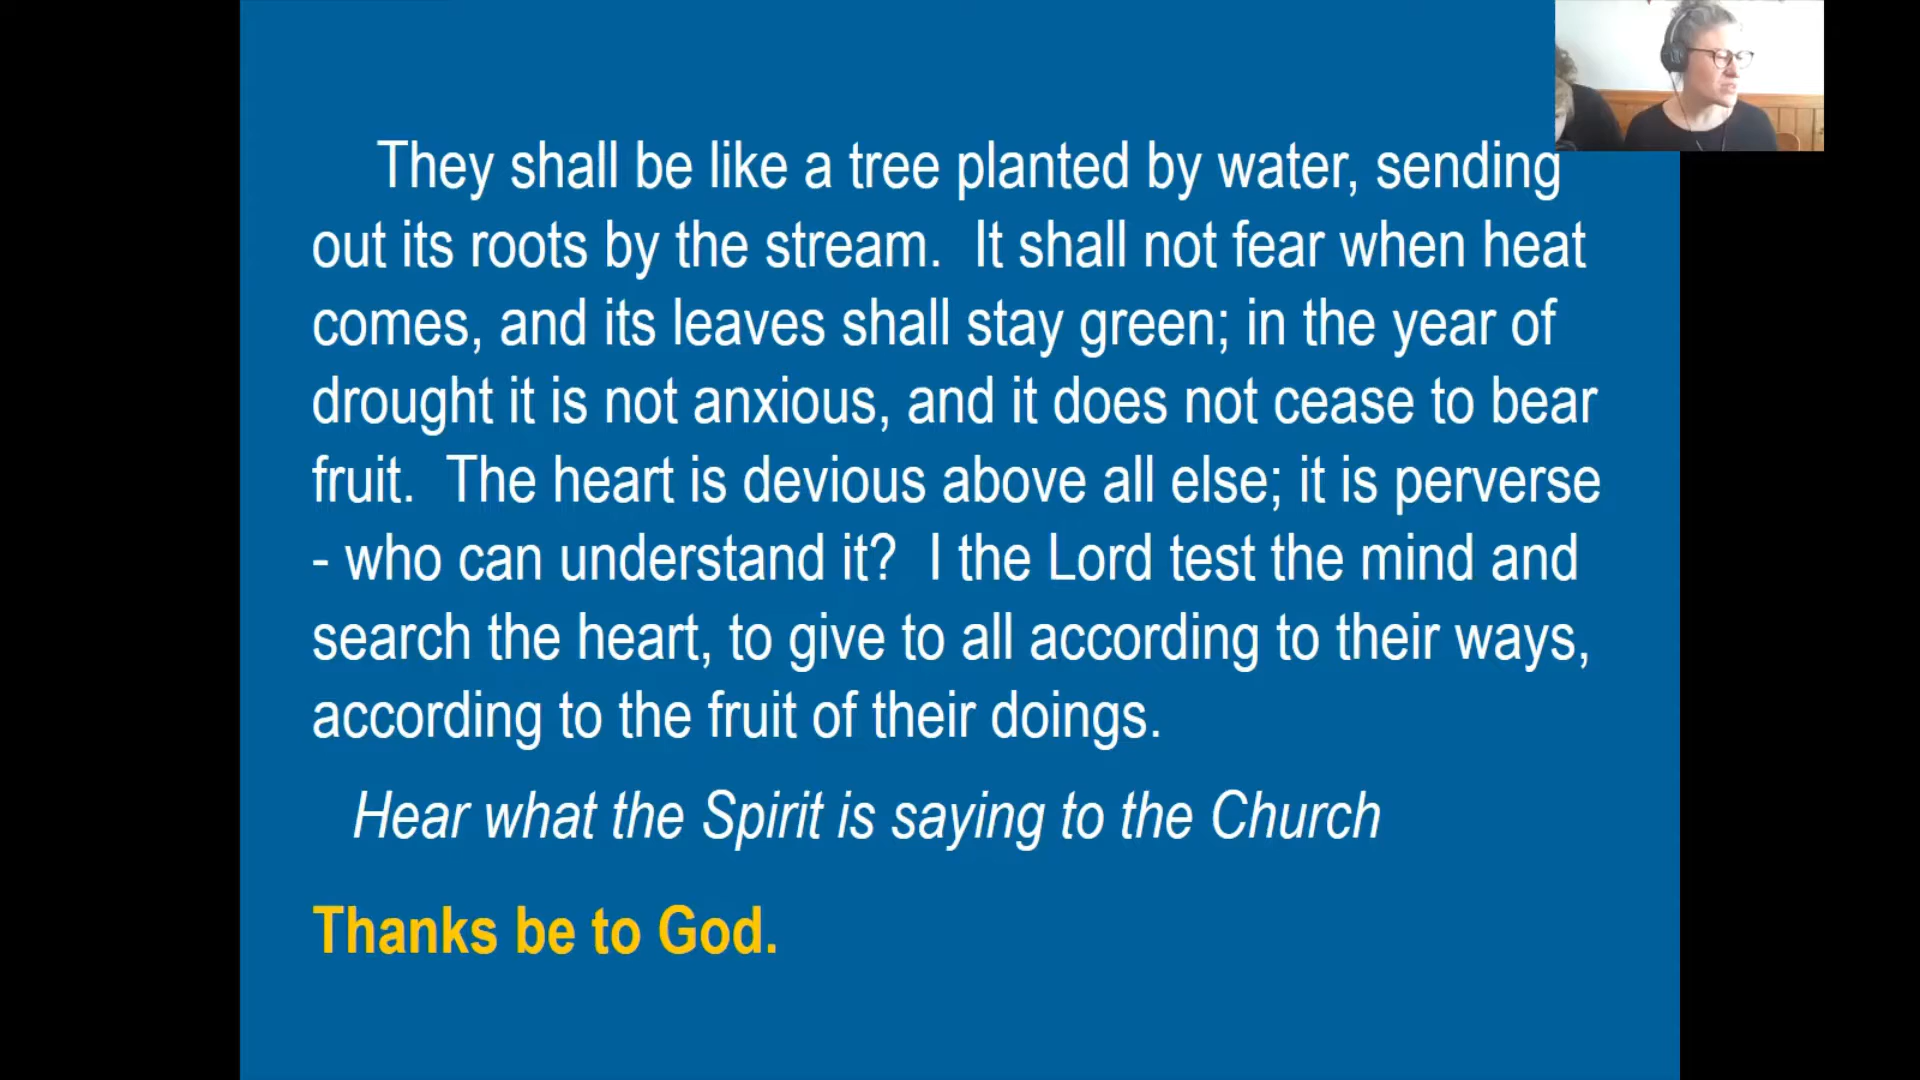 They shall be like a tree planted by water, sending
out its roots by the stream.  It shall not fear when heat
comes, and its leaves shall stay green; in the year of
drought it is not anxious, and it does not cease to bear
fruit.  The heart is devious above all else; it is perverse
- who can understand it?  I the Lord test the mind and
search the heart, to give to all according to their ways,
according to the fruit of their doings.
Hear what the Spirit is saying to the Church
Thanks be to God.